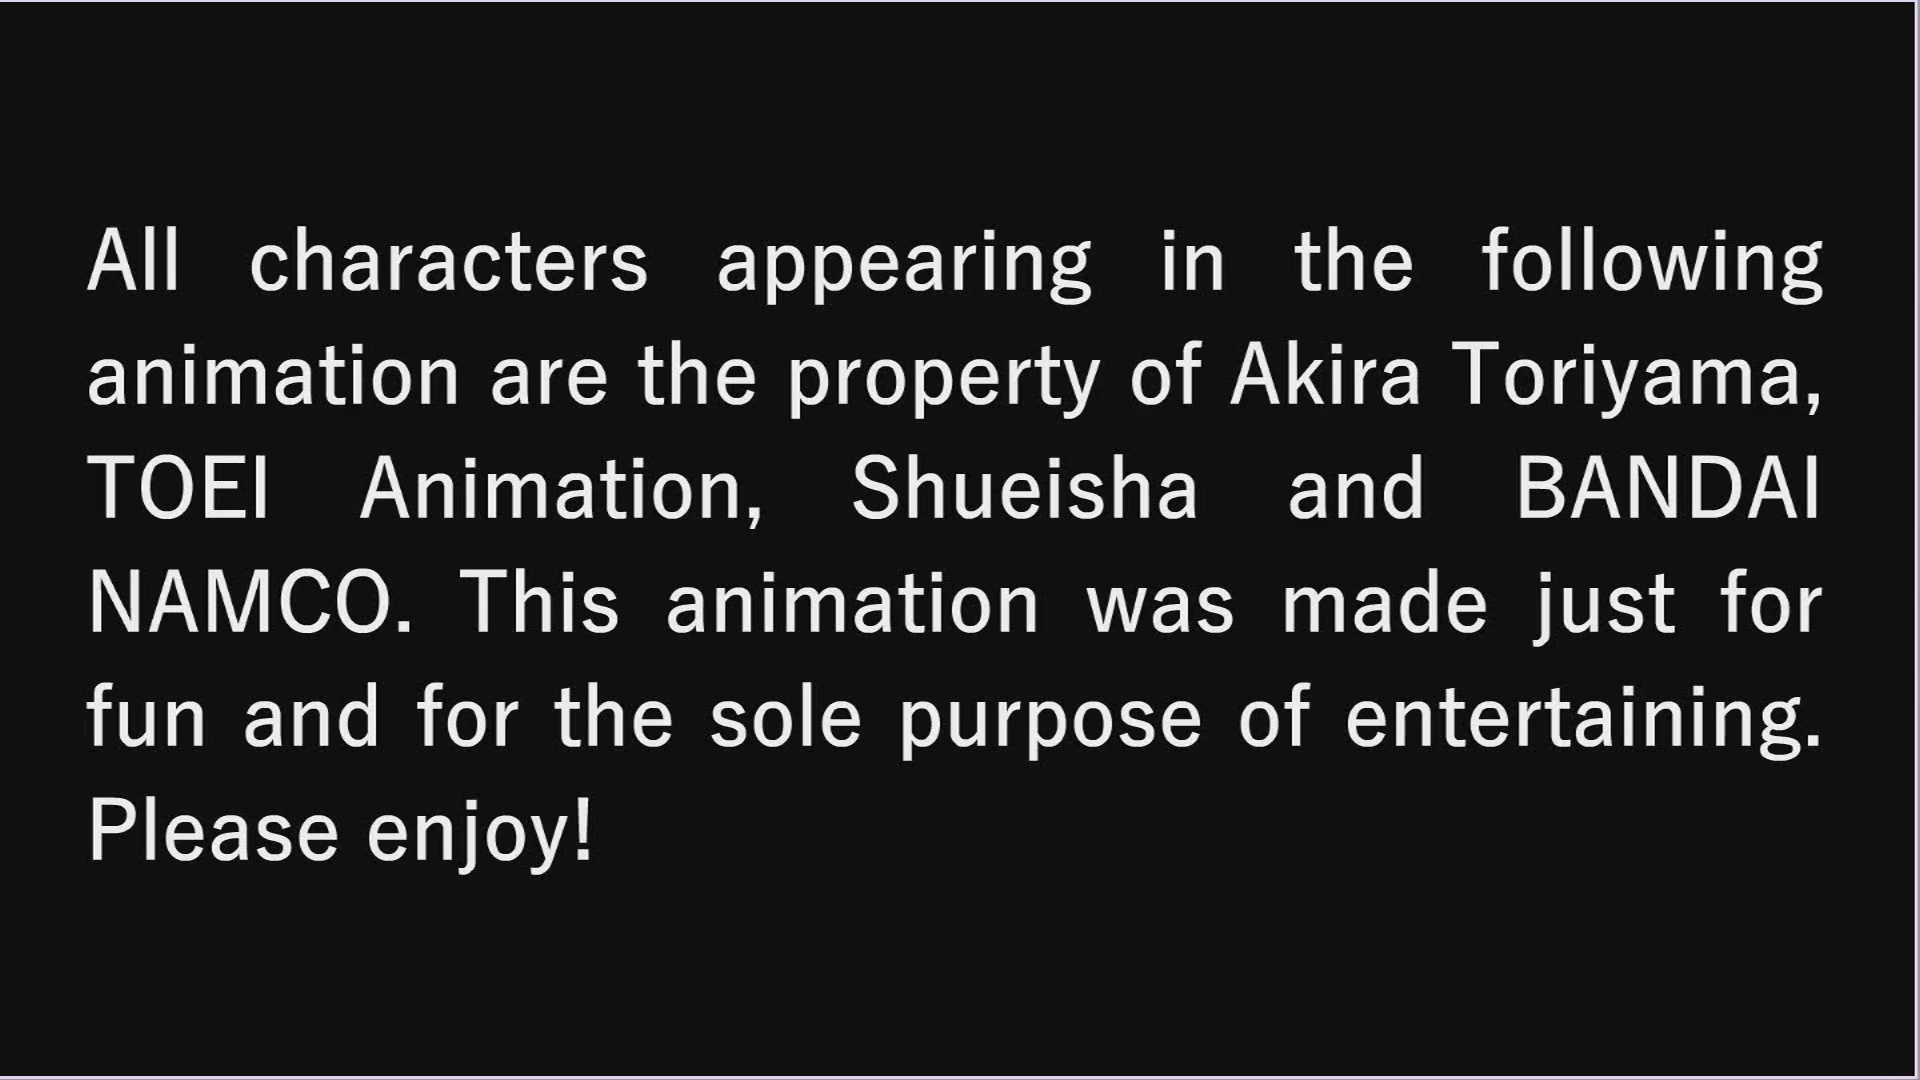 All characters appearing in the following
animation are the property of Akira Toriyama,
TOEI Animation, Shueisha and BANDAI
NAMCO. This animation was made just for
fun and for the sole purpose of entertaining.
Please enjoy!